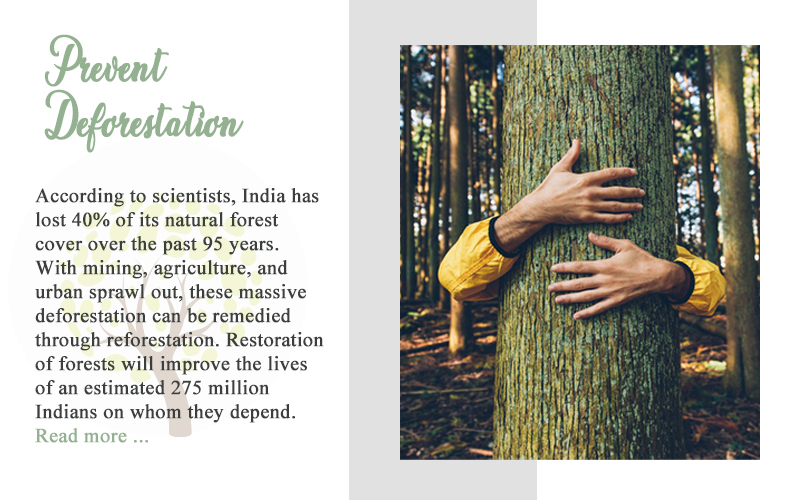 Prevent
Deforestation
According to scientists, India has
lost 40% of its natural forest
cover over the past 95 years.
With mining, agriculture, and
urban sprawl out, these massive
deforestation can be remedied
through reforestation. Restoration
of forests will improve the lives
of an estimated 275 million
Indians on whom they depend.
Read more ...